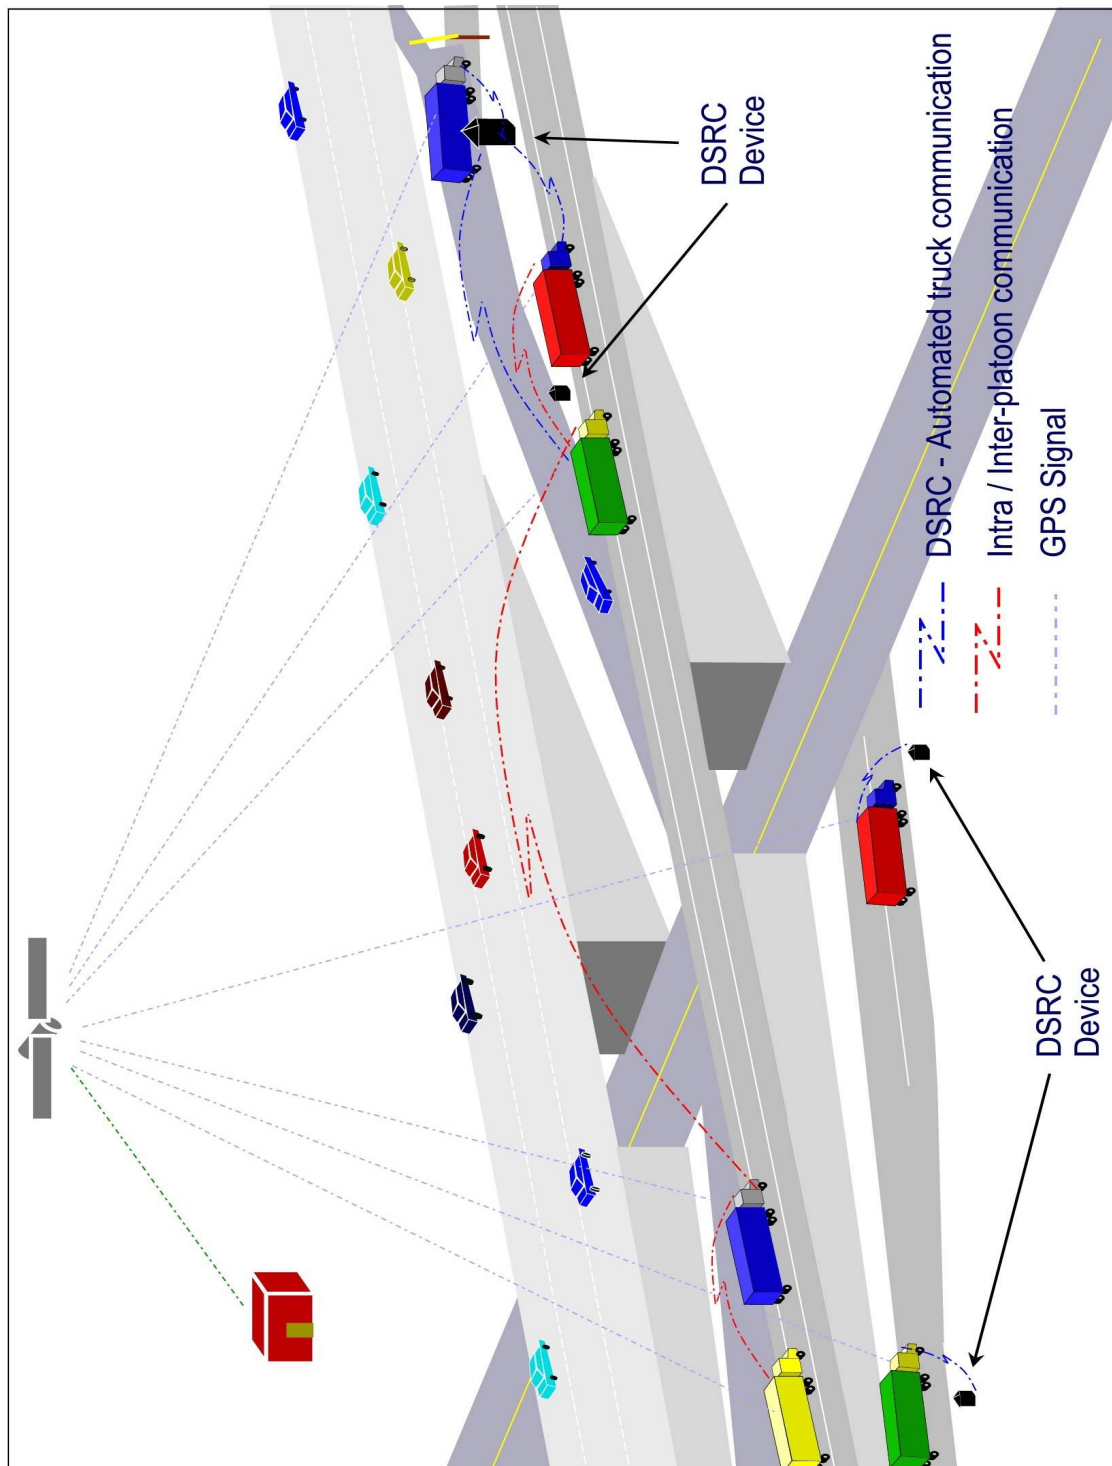 DSRC
Device
DSRC
Device
DSRC - Automated truck communication
Intra / Inter-platoon communication
GPS Signal